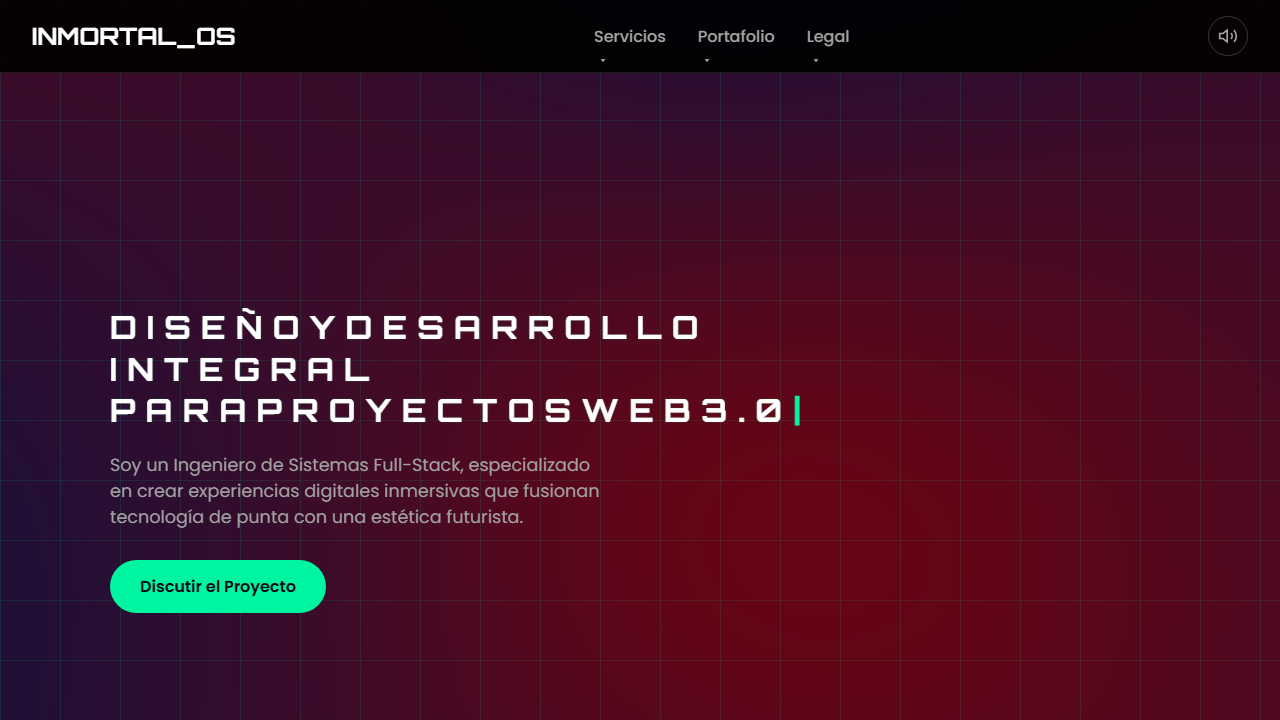 INMORTAL_OS
Servicios
Portafolio
Legal
DISEÑOYDESARROLLO
INTEGRAL
PARAPROYECTOSWEB3.0
Soy un Ingeniero de Sistemas Full-Stack, especializado
en crear experiencias digitales inmersivas que fusionan
tecnología de punta con una estética futurista.
Discutir el Proyecto